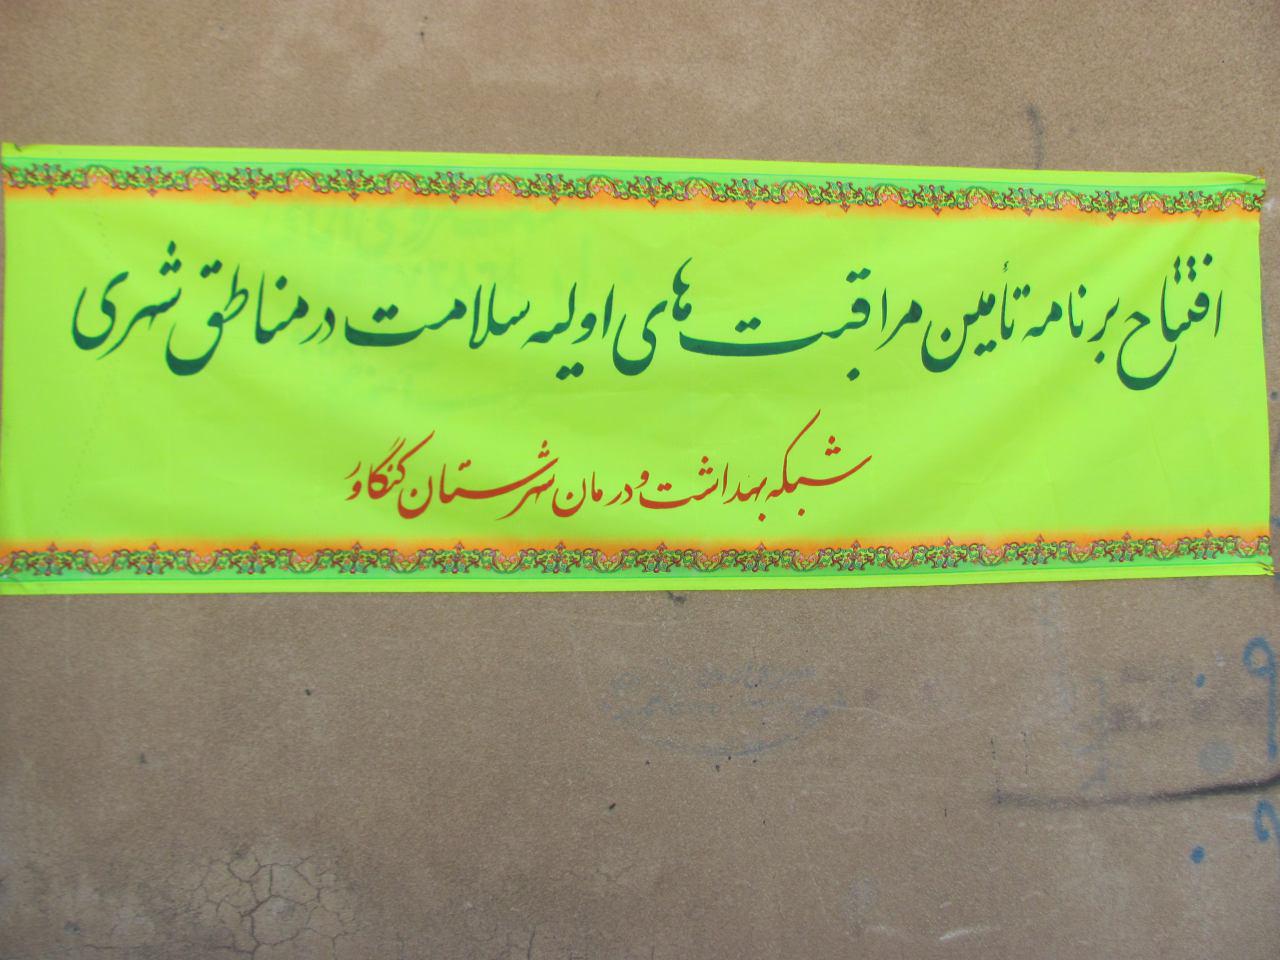 افتتاح برنامه تأمین مراقبت های اولیه سلامت در مناطق شهری
شبکه بهداشت و درمان شهرستان کنگاور